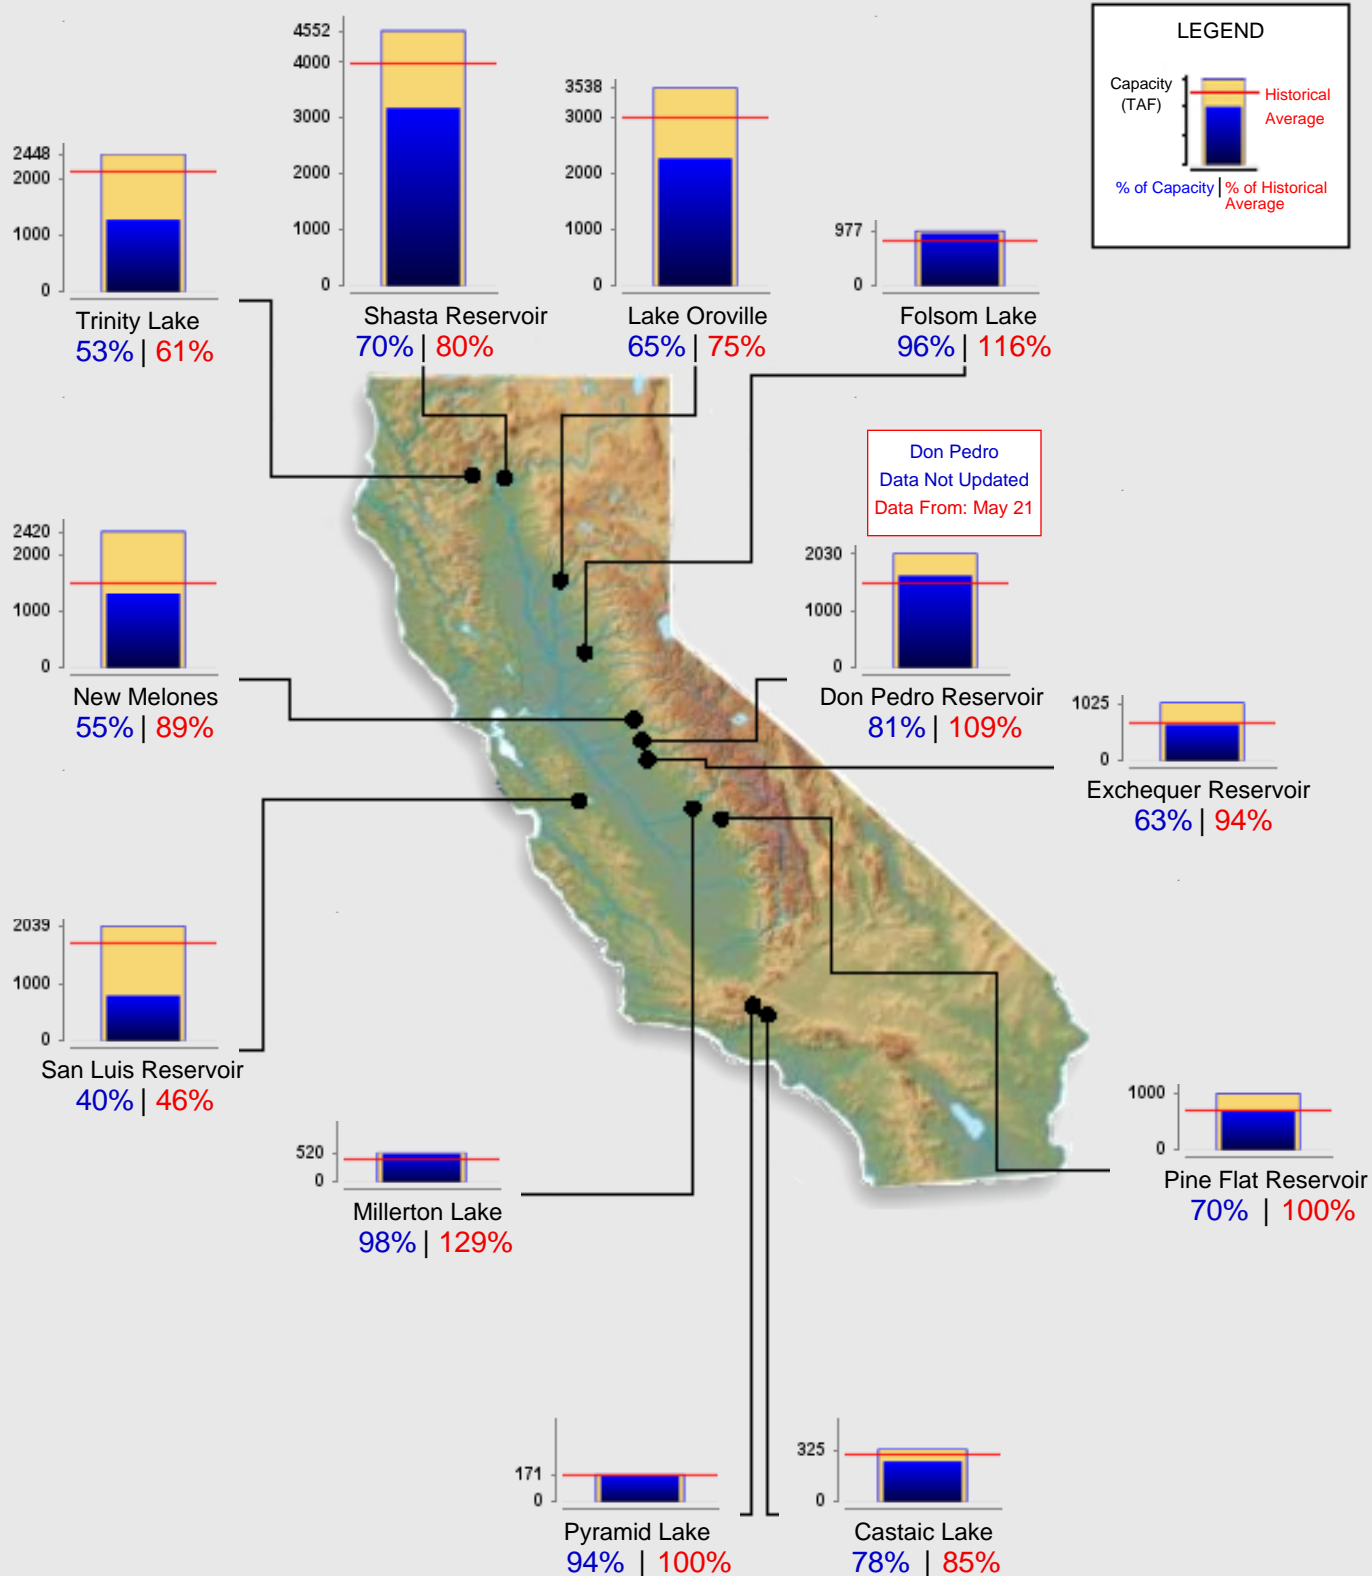 LEGEND
Capacity
(TAF)
Historical
Average
% of Capacity | % of Historical
Average
4552
4000
3000
2000
1000
0
Shasta Reservoir
70% | 80%
3538
3000
2000
1000
0
Lake Oroville
65% | 75%
2448
2000
1000
0
Trinity Lake
53% | 61%
977
0
Folsom Lake
96% | 116%
Don Pedro
Data Not Updated
Data From: May 21
2420
2000
1000
0
New Melones
55% | 89%
2030
1000
0
Don Pedro Reservoir
81% | 109%
1025
0
Exchequer Reservoir
63% | 94%
2039
1000
0
San Luis Reservoir
40% | 46%
520
0
Millerton Lake
98% | 129%
1000
0
Pine Flat Reservoir
70% | 100%
171
0
Pyramid Lake
94% | 100%
325
0
Castaic Lake
78% | 85%